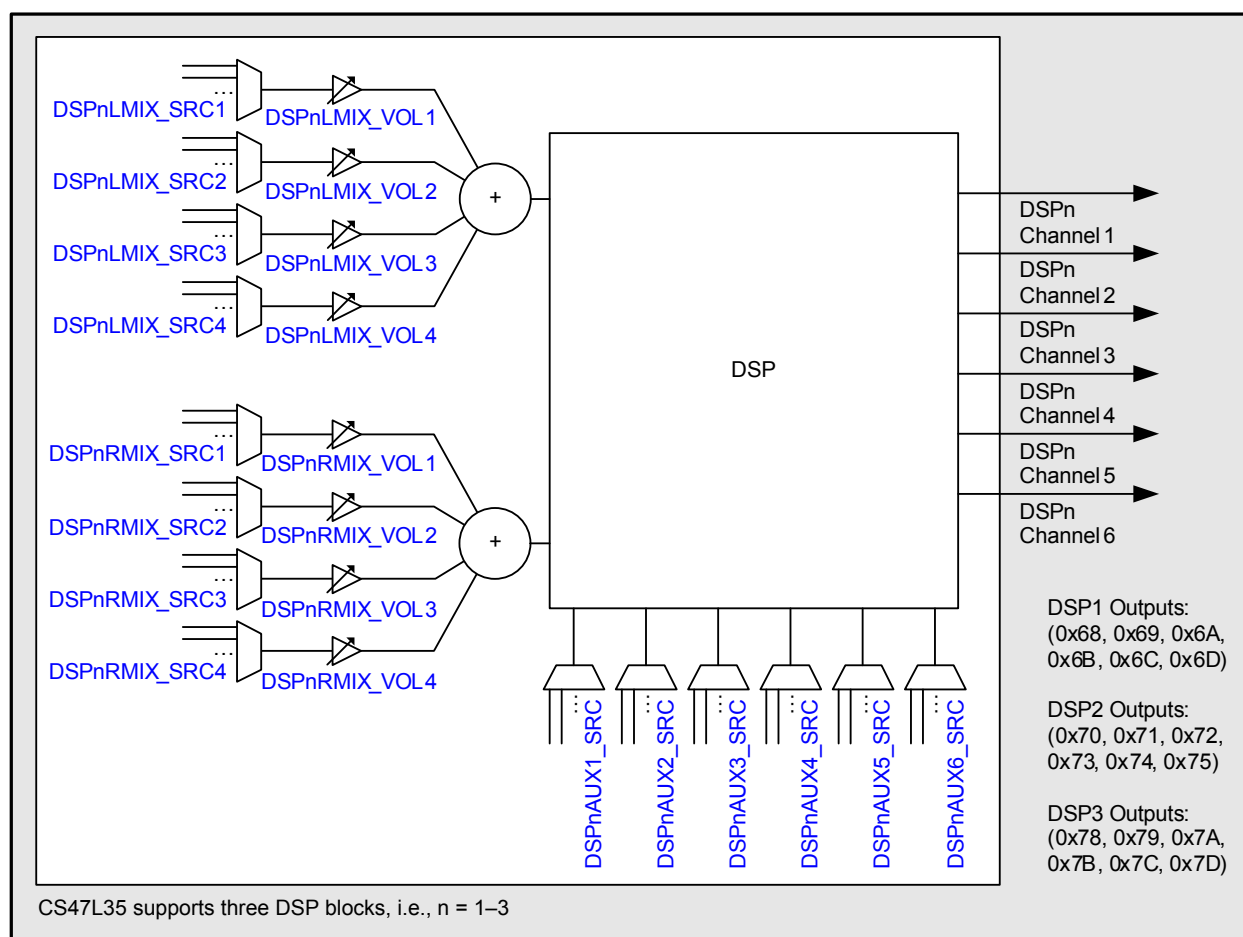 DSPnLMIX_SRC1
DSPnLMIX_VOL1
DSPnLMIX_SRC2
DSPnLMIX_VOL2
DSPnLMIX_SRC3
DSPnLMIX_VOL3
DSPnLMIX_SRC4
DSPnLMIX_VOL4
+
DSPnRMIX_SRC1
DSPnRMIX_VOL1
DSPnRMIX_SRC2
DSPnRMIX_VOL2
DSPnRMIX_SRC3
DSPnRMIX_VOL3
DSPnRMIX_SRC4
DSPnRMIX_VOL4
+
DSP
DSPn
Channel 1
DSPn
Channel 2
DSPn
Channel 3
DSPn
Channel 4
DSPn
Channel 5
DSPn
Channel 6
DSPnAUX1_SRC
DSPnAUX2_SRC
DSPnAUX3_SRC
DSPnAUX4_SRC
DSPnAUX5_SRC
DSPnAUX6_SRC
DSP1 Outputs:
(0x68, 0x69, 0x6A,
0x6B, 0x6C, 0x6D)
DSP2 Outputs:
(0x70, 0x71, 0x72,
0x73, 0x74, 0x75)
DSP3 Outputs:
(0x78, 0x79, 0x7A,
0x7B, 0x7C, 0x7D)
CS47L35 supports three DSP blocks, i.e., n = 1–3